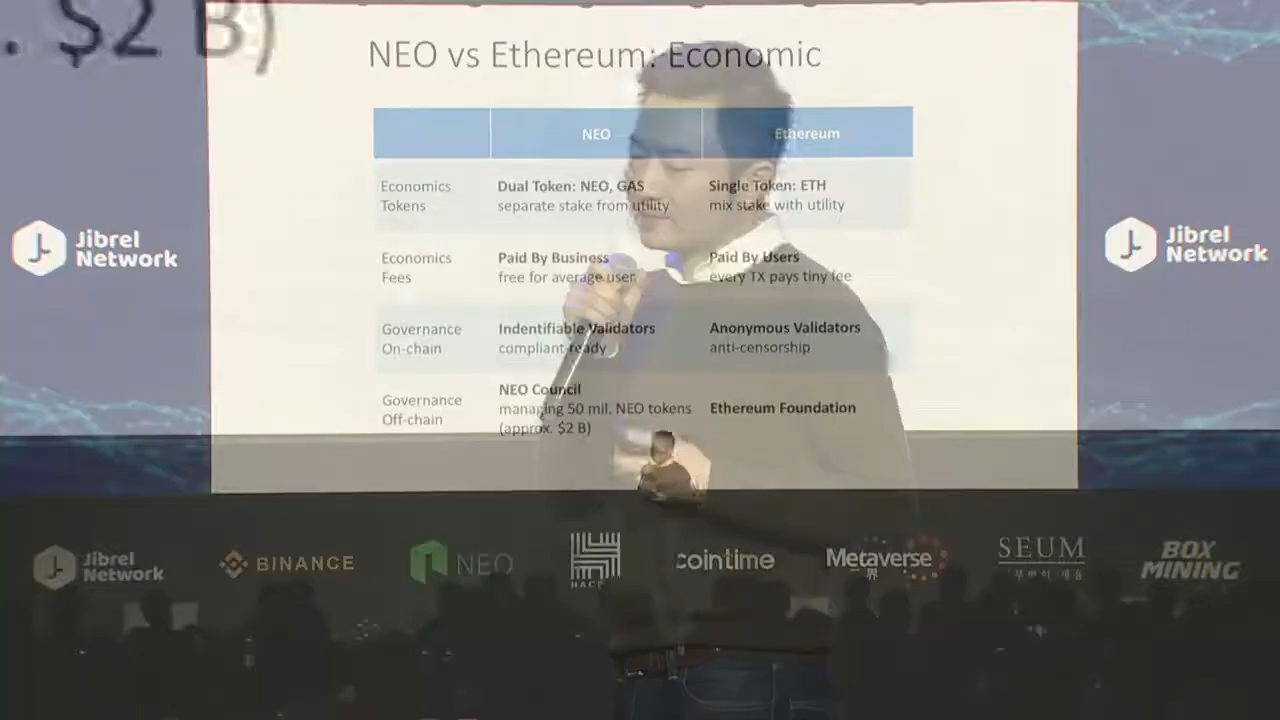 . $2 B)
NEO vs Ethereum: Economic
NEO
Ethereum
Economics
Tokens
Dual Token: NEO, GAS
separate stake from utility
Single Token: ETH
mix stake with utility
Economics
Fees
Paid By Business
free for average user
Paid By Users
every TX pays tiny fee
Governance
On-chain
Indentifiable Validators
compliant-ready
Anonymous Validators
anti-censorship
Governance
Off-chain
NEO Council
managing 50 mil. NEO tokens
(approx. $2 B)
Ethereum Foundation
Jibrel
Network
Jibrel
Network
Jibrel
Network
BINANCE
NEO
cointime
Metaverse
界
SEUM
BOX
MINING